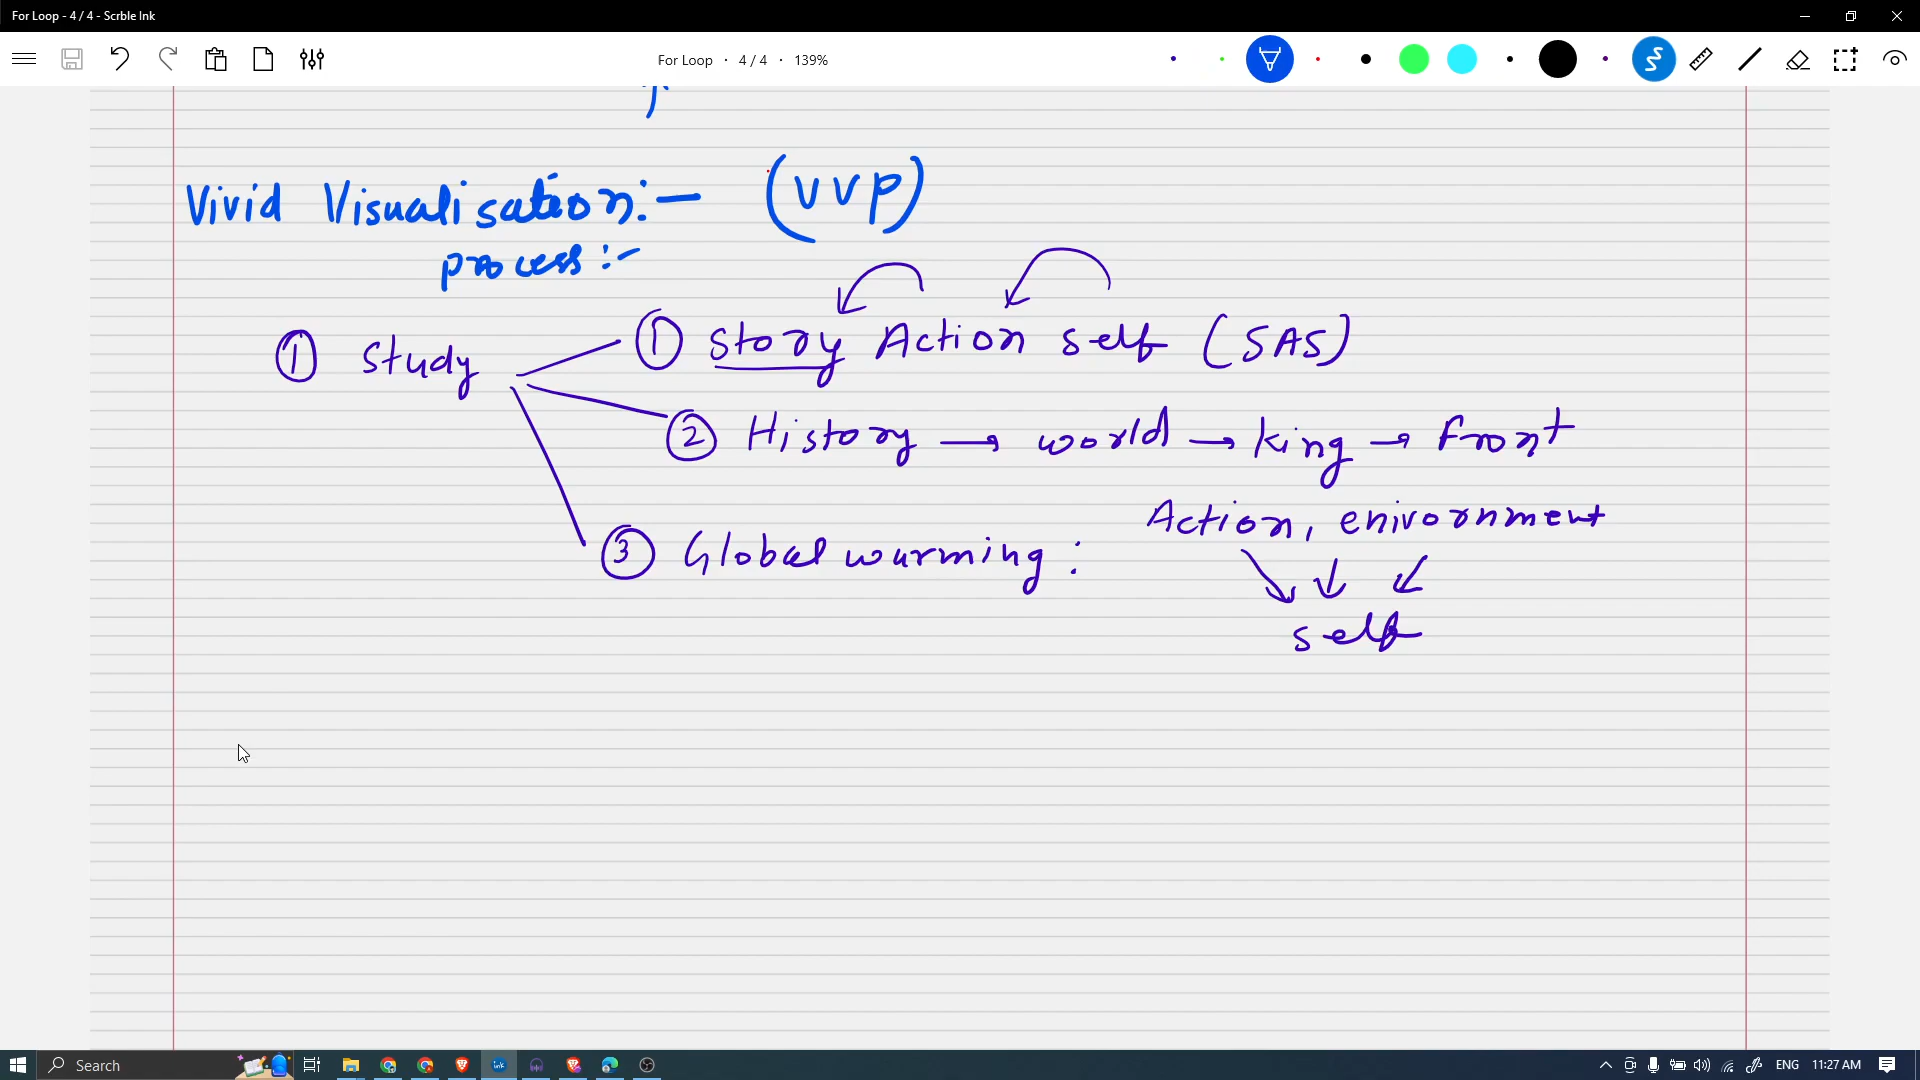 For Loop - 4 / 4 - Scrble Ink
For Loop · 4 / 4 · 139%
Vivid Visualisation:- (VVP)
process:-
① Study
① Story Action self (SAS)
② History → world → King → Front
Action, enivornment
③ Global warming:
self
Search
ENG 11:27 AM